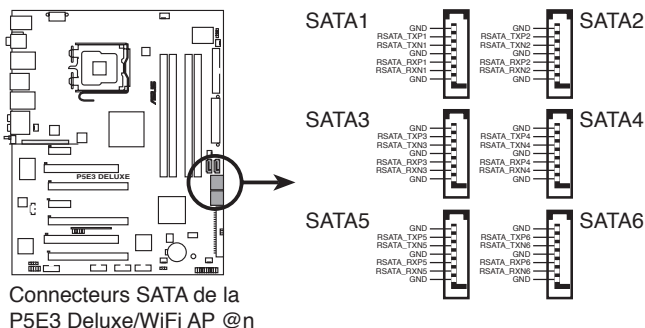 SATA1
GND
RSATA_TXP1
RSATA_TXN1
GND
RSATA_RXP1
RSATA_RXN1
GND
SATA2
GND
RSATA_TXP2
RSATA_TXN2
GND
RSATA_RXP2
RSATA_RXN2
GND
SATA3
GND
RSATA_TXP3
RSATA_TXN3
GND
RSATA_RXP3
RSATA_RXN3
GND
SATA4
GND
RSATA_TXP4
RSATA_TXN4
GND
RSATA_RXP4
RSATA_RXN4
GND
SATA5
GND
RSATA_TXP5
RSATA_TXN5
GND
RSATA_RXP5
RSATA_RXN5
GND
SATA6
GND
RSATA_TXP6
RSATA_TXN6
GND
RSATA_RXP6
RSATA_RXN6
GND
ASUS
P5E3 DELUXE
Connecteurs SATA de la
P5E3 Deluxe/WiFi AP @n